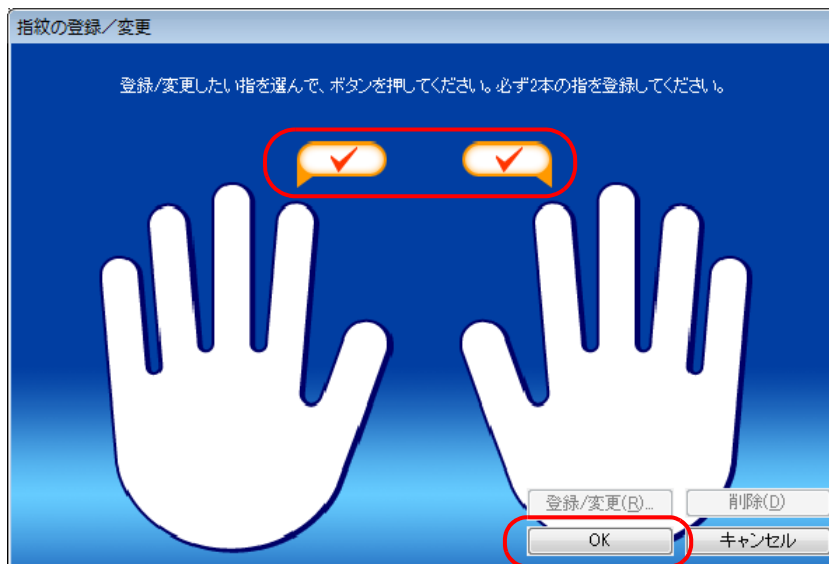 指紋の登録／変更
登録/変更したい指を選んで、ボタンを押してください。必ず2本の指を登録してください。
登録/変更(R)...
削除(D)
OK
キャンセル